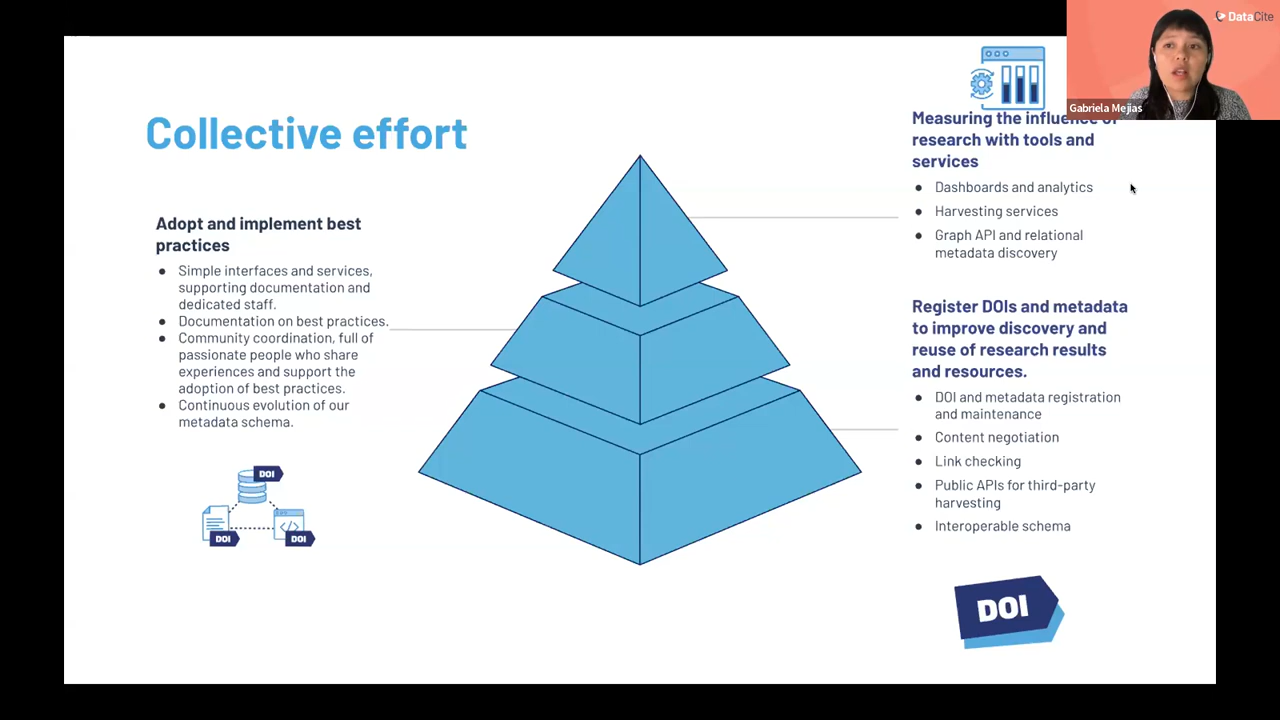 DataCite
Gabriela Mejias
Collective effort
Adopt and implement best
practices
● Simple interfaces and services,
supporting documentation and
dedicated staff.
● Documentation on best practices.
● Community coordination, full of
passionate people who share
experiences and support the
adoption of best practices.
● Continuous evolution of our
metadata schema.
DOI
DOI
DOI
Measuring the influence of
research with tools and
services
● Dashboards and analytics
● Harvesting services
● Graph API and relational
metadata discovery
Register DOIs and metadata
to improve discovery and
reuse of research results
and resources.
● DOI and metadata registration
and maintenance
● Content negotiation
● Link checking
● Public APIs for third-party
harvesting
● Interoperable schema
DOI